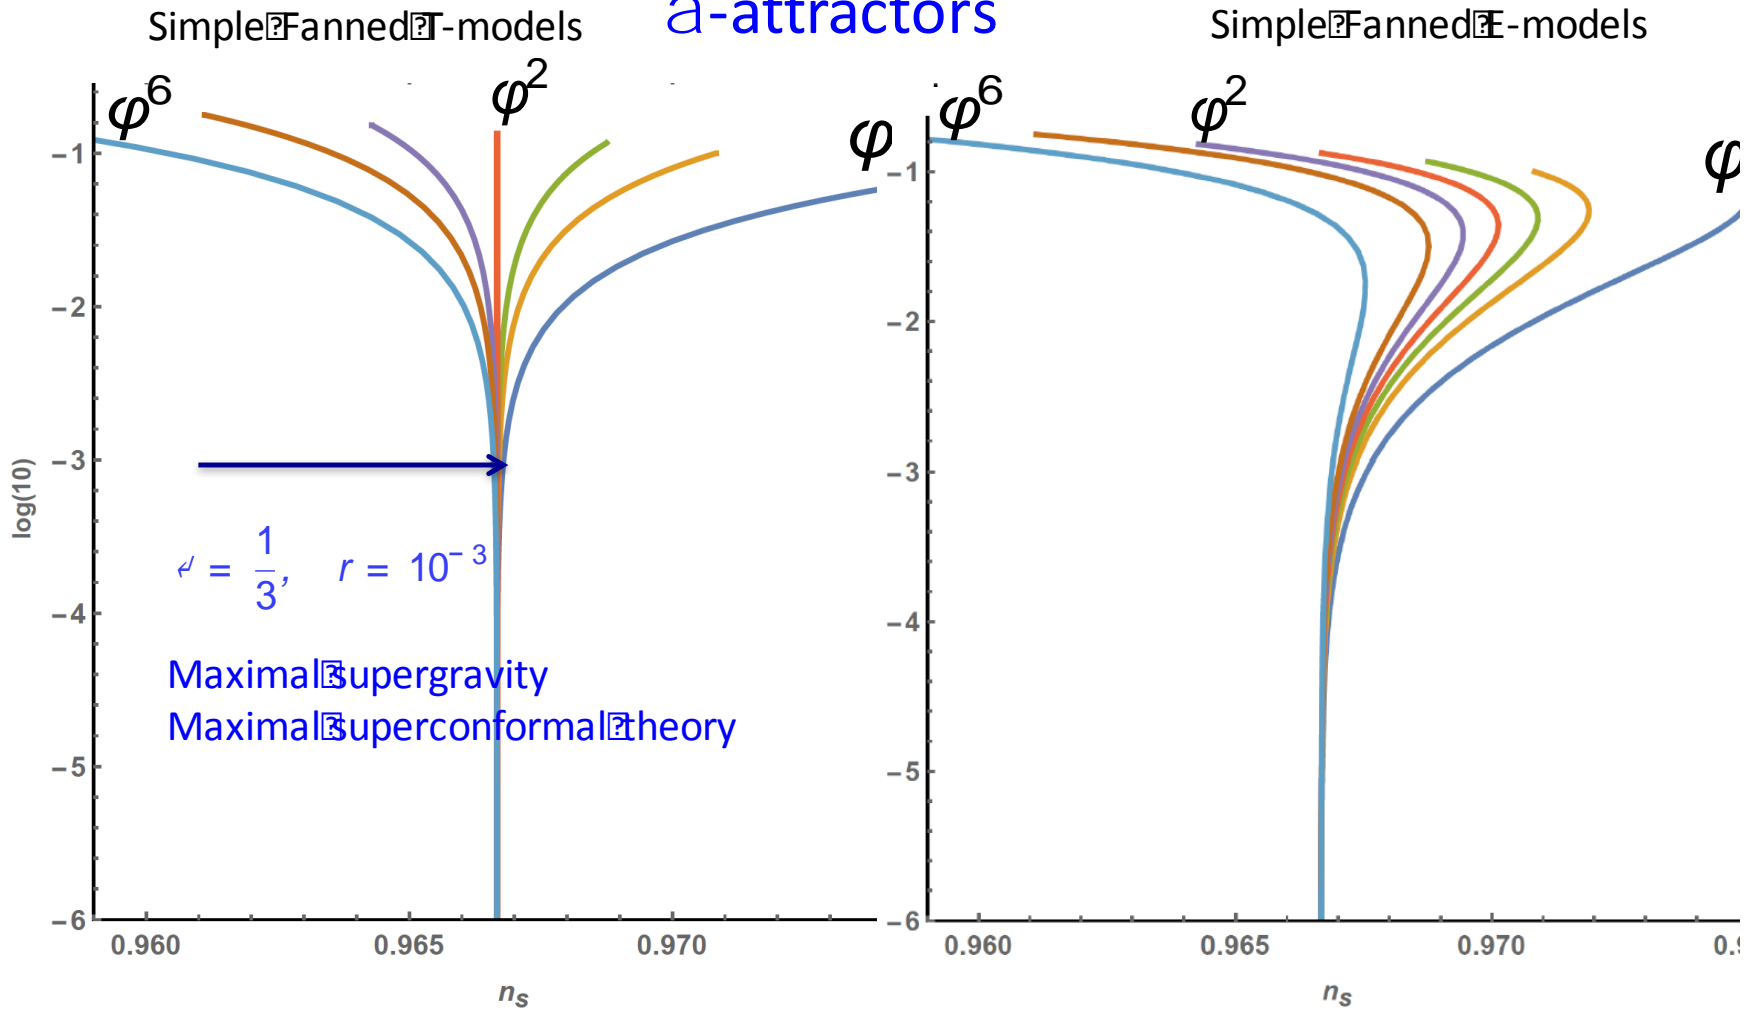 a-attractors
Simple Fanned T-models
Simple Fanned E-models
φ⁶
φ²
φ
−1
−2
−3
−4
−5
−6
log(10)
= 1/3, r = 10⁻³
Maximal supergravity
Maximal superconformal theory
0.960
0.965
0.970
nₛ
φ⁶
φ²
φ
−1
−2
−3
−4
−5
−6
0.960
0.965
0.970
nₛ